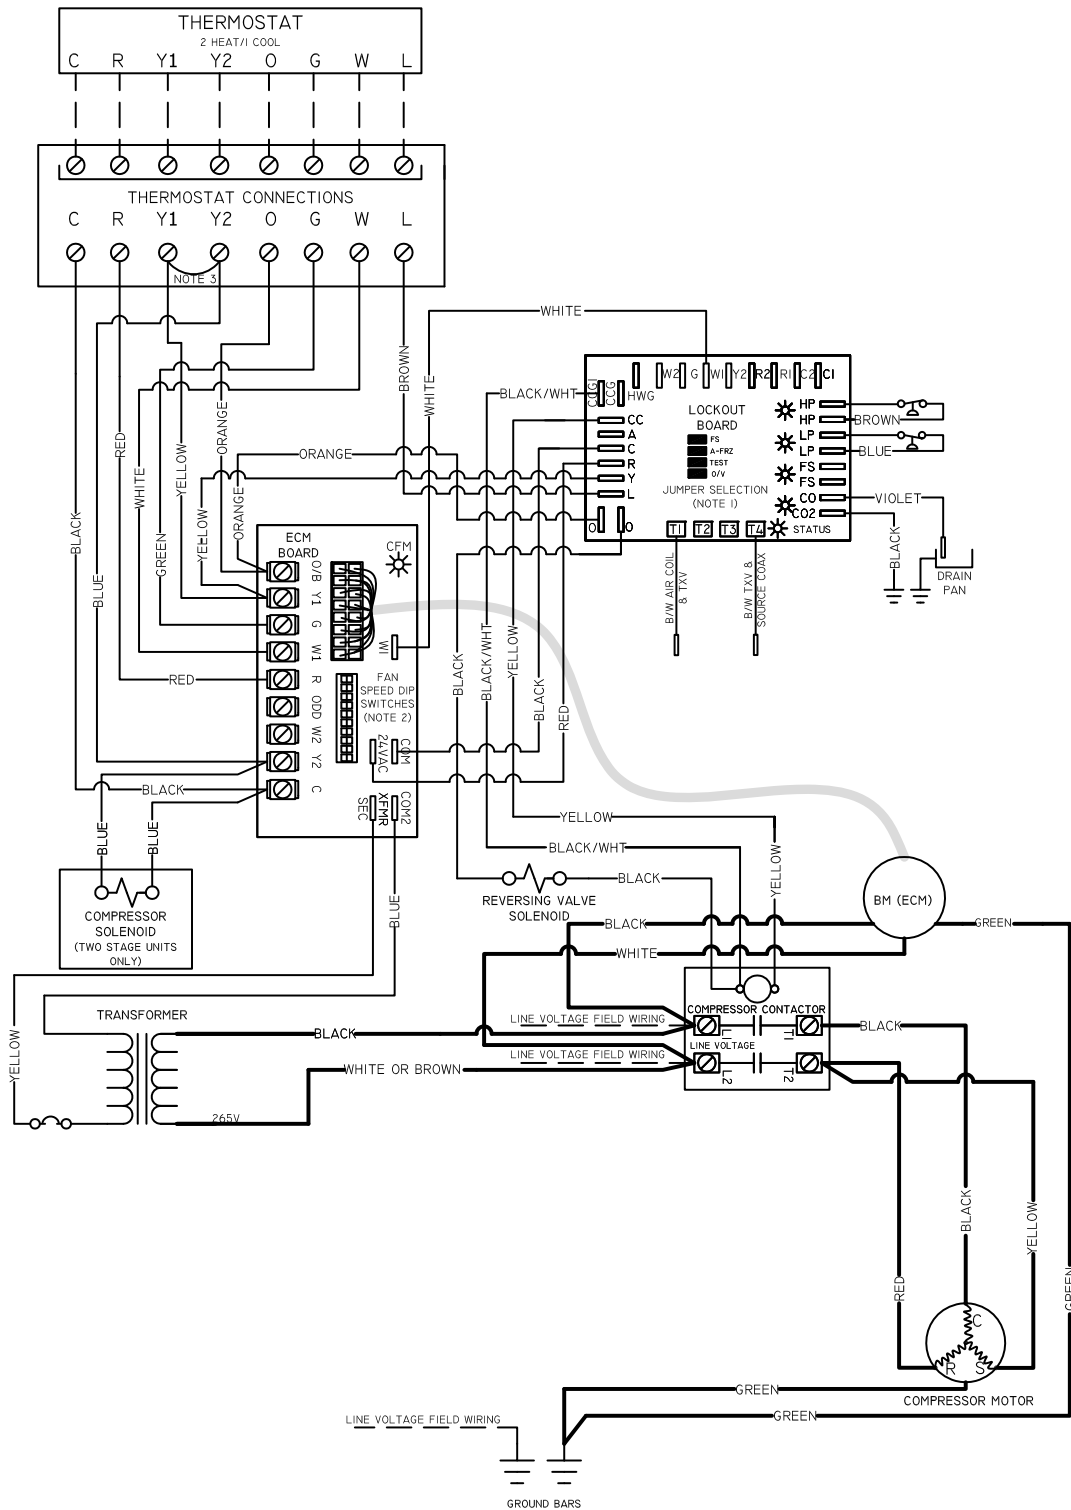 THERMOSTAT
2 HEAT/1 COOL
C R Y1 Y2 O G W L
THERMOSTAT CONNECTIONS
C R Y1 Y2 O G W L
NOTE 3
WHITE
BROWN
WHITE
BLACK/WHT
ORANGE
RED
ORANGE
YELLOW
WHITE
ORANGE
YELLOW
GREEN
BLACK
BLUE
CCG1
CCG
HWG
W2 G W1 Y2 R2 R1 C2 C1
CC
A
C
R
Y
L
O O
LOCKOUT
BOARD
FS
A-FRZ
TEST
O/V
JUMPER SELECTION
(NOTE 1)
T1 T2 T3 T4
STATUS
HP
HP
LP
LP
FS
FS
CO
CO2
BROWN
BLUE
VIOLET
BLACK
DRAIN
PAN
B/W AIR COIL
& TXV
B/W TXV &
SOURCE COAX
ECM
BOARD
CFM
O/B
Y1
G
W1
R
ODD
W2
Y2
C
W1
FAN
SPEED DIP
SWITCHES
(NOTE 2)
24VAC
COM
SEC
XFMR
COM2
RED
BLACK
BLACK
BLACK/WHT
YELLOW
BLACK
RED
BLUE
BLUE
COMPRESSOR
SOLENOID
(TWO STAGE UNITS
ONLY)
BLUE
YELLOW
BLACK/WHT
YELLOW
BLACK
REVERSING VALVE
SOLENOID
BM (ECM)
BLACK
GREEN
WHITE
COMPRESSOR CONTACTOR
L1 T1
LINE VOLTAGE
L2 T2
LINE VOLTAGE FIELD WIRING
LINE VOLTAGE FIELD WIRING
BLACK
TRANSFORMER
BLACK
WHITE OR BROWN
YELLOW
265V
BLACK
YELLOW
RED
GREEN
C
R S
COMPRESSOR MOTOR
GREEN
GREEN
LINE VOLTAGE FIELD WIRING
GROUND BARS